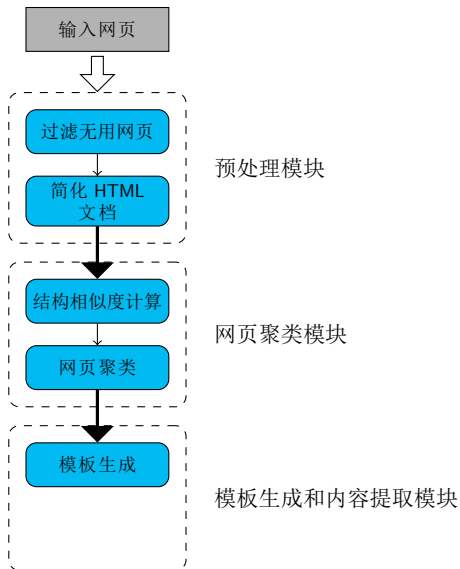 输入网页
过滤无用网页
预处理模块
简化 HTML
文档
结构相似度计算
网页聚类模块
网页聚类
模板生成
模板生成和内容提取模块